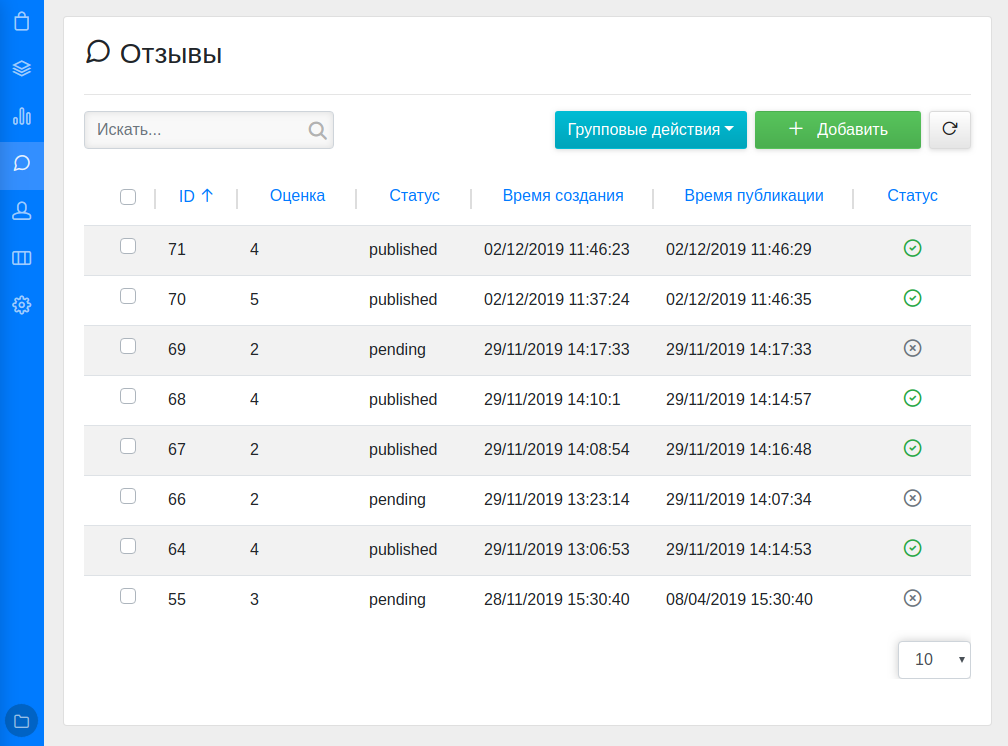 Отзывы
Искать... Групповые действия Добавить
ID Оценка Статус Время создания Время публикации Статус
71 4 published 02/12/2019 11:46:23 02/12/2019 11:46:29
70 5 published 02/12/2019 11:37:24 02/12/2019 11:46:35
69 2 pending 29/11/2019 14:17:33 29/11/2019 14:17:33
68 4 published 29/11/2019 14:10:1 29/11/2019 14:14:57
67 2 published 29/11/2019 14:08:54 29/11/2019 14:16:48
66 2 pending 29/11/2019 13:23:14 29/11/2019 14:07:34
64 4 published 29/11/2019 13:06:53 29/11/2019 14:14:53
55 3 pending 28/11/2019 15:30:40 08/04/2019 15:30:40
10